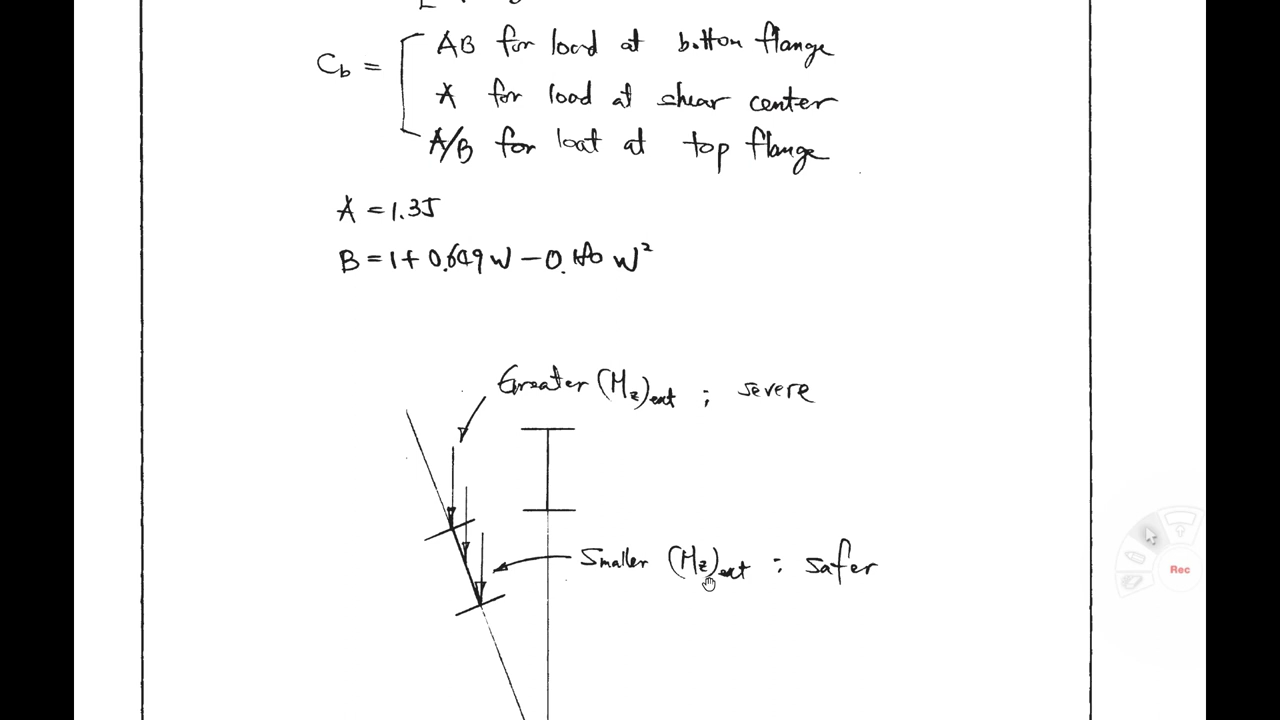 Cb = AB for load at bottom flange
A for load at shear center
A/B for loat at top flange
A = 1.35
B = 1 + 0.649 W - 0.180 W²
Greater (Mz)ext ; severe
Smaller (Mz)ext : safer
Rec